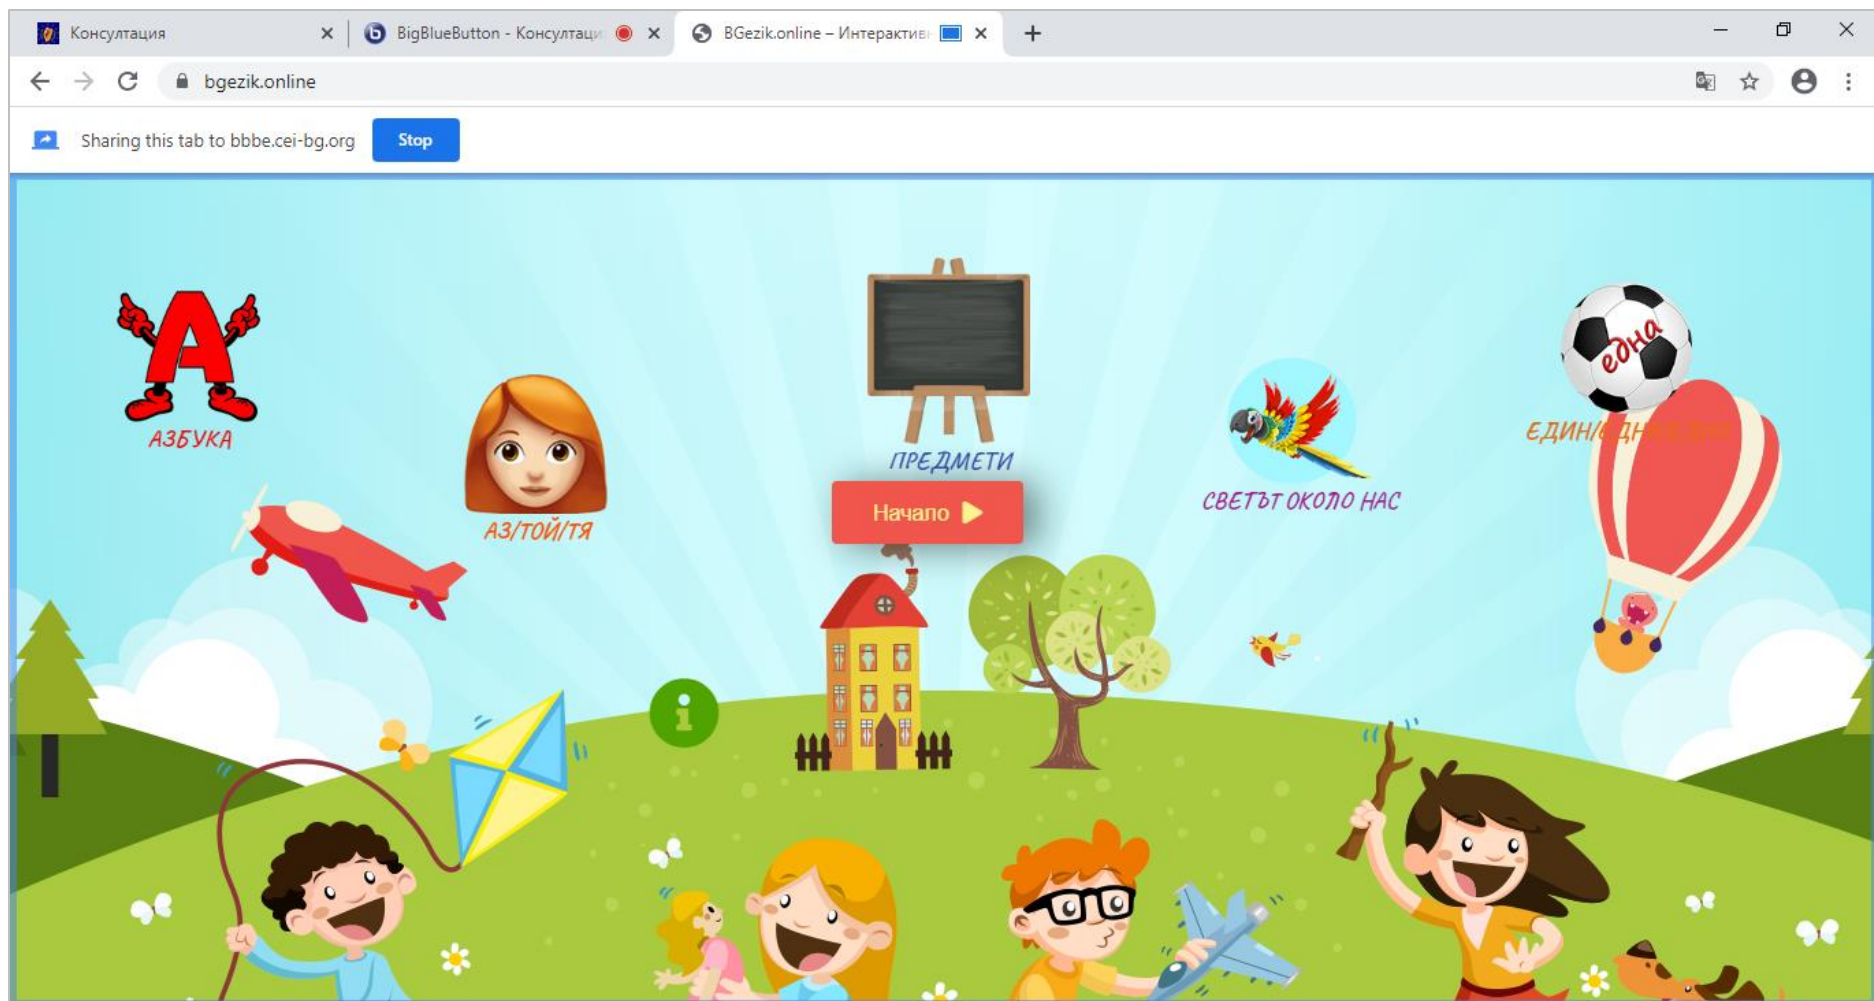 Консултация
BigBlueButton - Консултаци
BGezik.online – Интерактив
bgezik.online
Sharing this tab to bbbe.cei-bg.org
Stop
една
АЗБУКА
ПРЕДМЕТИ
СВЕТЪТ ОКОЛО НАС
АЗ/ТОЙ/ТЯ
Начало